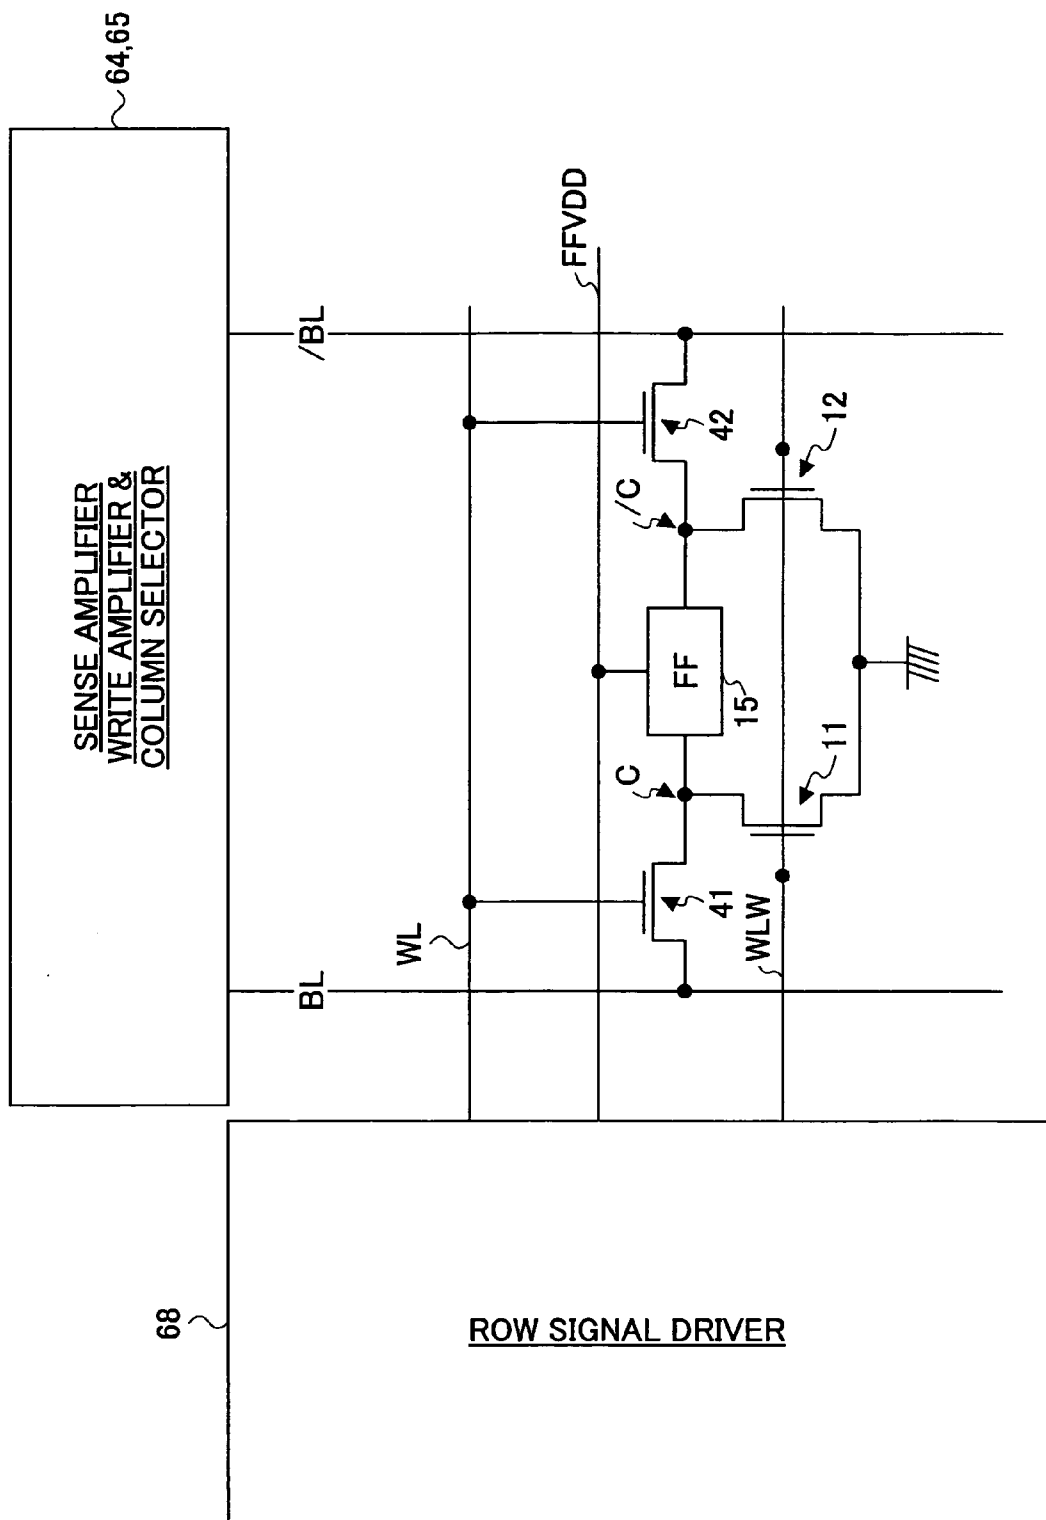 64,65
SENSE AMPLIFIER
WRITE AMPLIFIER &
COLUMN SELECTOR
/BL
BL
FFVDD
WL
42
/C
12
FF
15
C
41
11
WLW
68
ROW SIGNAL DRIVER